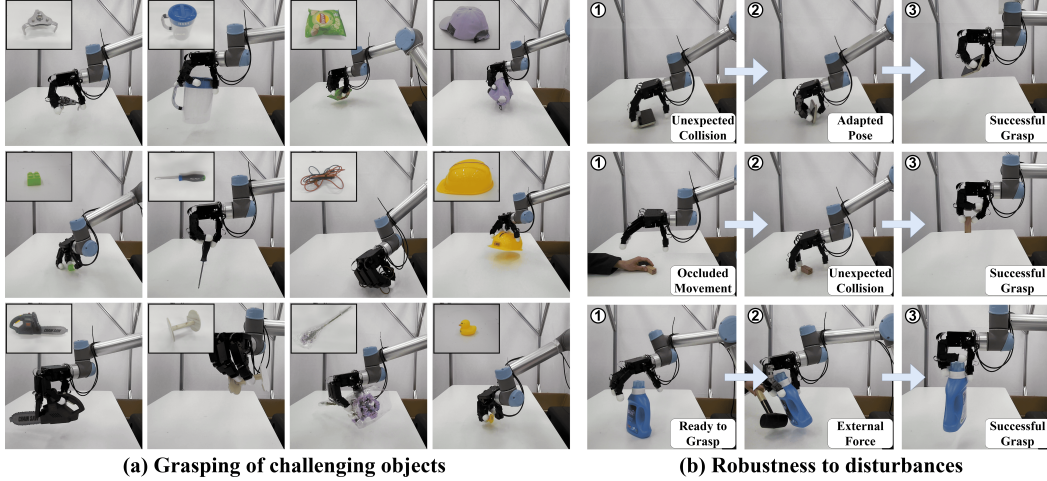 ①
②
③
Unexpected
Collision
Adapted
Pose
Successful
Grasp
①
②
③
Occluded
Movement
Unexpected
Collision
Successful
Grasp
①
②
③
Ready to
Grasp
External
Force
Successful
Grasp
(a) Grasping of challenging objects
(b) Robustness to disturbances